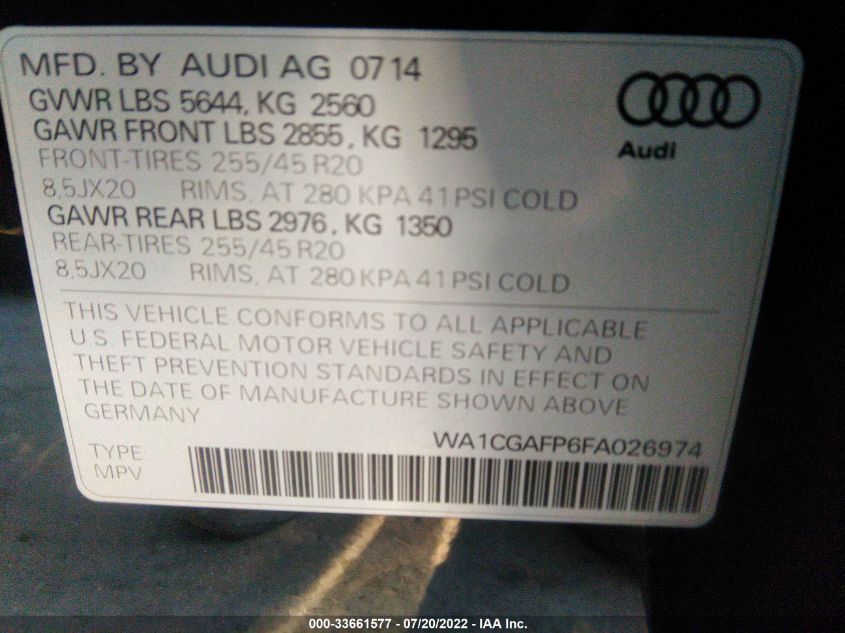 MFD. BY AUDI AG 0714
GVWR LBS 5644, KG 2560
GAWR FRONT LBS 2855, KG 1295
FRONT-TIRES 255/45 R20
8,5JX20 RIMS, AT 280 KPA 41 PSI COLD
GAWR REAR LBS 2976, KG 1350
REAR-TIRES 255/45 R20
8,5JX20 RIMS, AT 280 KPA 41 PSI COLD
Audi
THIS VEHICLE CONFORMS TO ALL APPLICABLE
U.S. FEDERAL MOTOR VEHICLE SAFETY AND
THEFT PREVENTION STANDARDS IN EFFECT ON
THE DATE OF MANUFACTURE SHOWN ABOVE
GERMANY
WA1CGAFP6FA026974
TYPE:
MPV
000-33661577 - 07/20/2022 - IAA Inc.